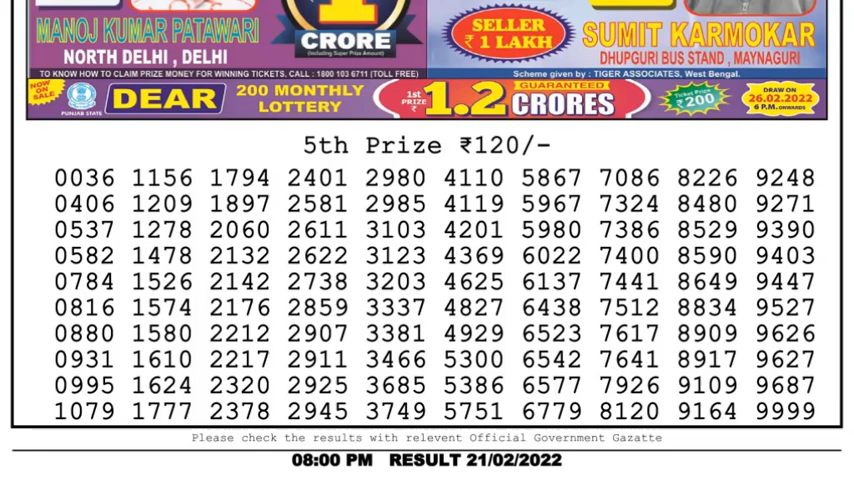 1
CRORE
(Including Super Prize Amount)
MANOJ KUMAR PATAWARI
NORTH DELHI , DELHI
SELLER
₹ 1 LAKH
SUMIT KARMOKAR
DHUPGURI BUS STAND , MAYNAGURI
TO KNOW HOW TO CLAIM PRIZE MONEY FOR WINNING TICKETS. CALL : 1800 103 6711 (TOLL FREE)
Scheme given by : TIGER ASSOCIATES, West Bengal.
NOW ON SALE
PUNJAB STATE
DEAR
200 MONTHLY
LOTTERY
1st PRIZE ₹
1.2
GUARANTEED
CRORES
Ticket Price
₹200
DRAW ON
26.02.2022
6 P.M. ONWARDS
5th Prize ₹120/-
0036 1156 1794 2401 2980 4110 5867 7086 8226 9248
0406 1209 1897 2581 2985 4119 5967 7324 8480 9271
0537 1278 2060 2611 3103 4201 5980 7386 8529 9390
0582 1478 2132 2622 3123 4369 6022 7400 8590 9403
0784 1526 2142 2738 3203 4625 6137 7441 8649 9447
0816 1574 2176 2859 3337 4827 6438 7512 8834 9527
0880 1580 2212 2907 3381 4929 6523 7617 8909 9626
0931 1610 2217 2911 3466 5300 6542 7641 8917 9627
0995 1624 2320 2925 3685 5386 6577 7926 9109 9687
1079 1777 2378 2945 3749 5751 6779 8120 9164 9999
Please check the results with relevent Official Government Gazatte
08:00 PM RESULT 21/02/2022